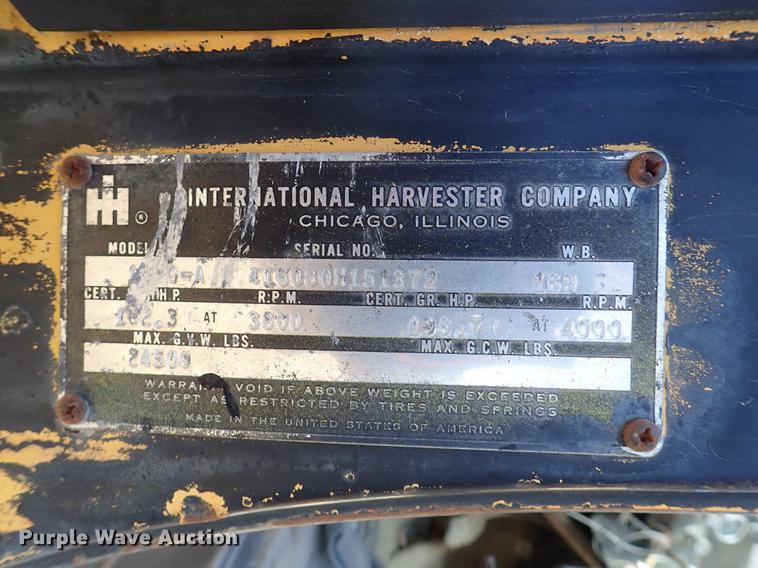 IH ® INTERNATIONAL HARVESTER COMPANY
CHICAGO, ILLINOIS
MODEL SERIAL NO. W.B.
169
CERT. H.P. R.P.M. CERT. GR. H.P. R.P.M.
AT AT 4000
MAX. G.V.W. LBS. MAX. G.C.W. LBS.
WARRANTY VOID IF ABOVE WEIGHT IS EXCEEDED
EXCEPT AS RESTRICTED BY TIRES AND SPRINGS
MADE IN THE UNITED STATES OF AMERICA
Purple Wave Auction